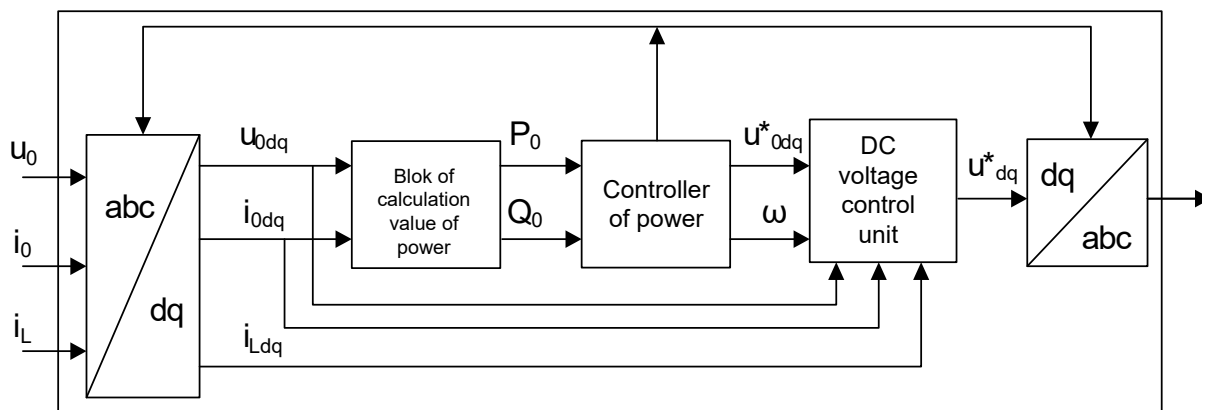 u0
i0
iL
abc
dq
u0dq
i0dq
iLdq
Blok of
calculation
value of
power
P0
Q0
Controller
of power
u*0dq
ω
DC
voltage
control
unit
u*dq
dq
abc